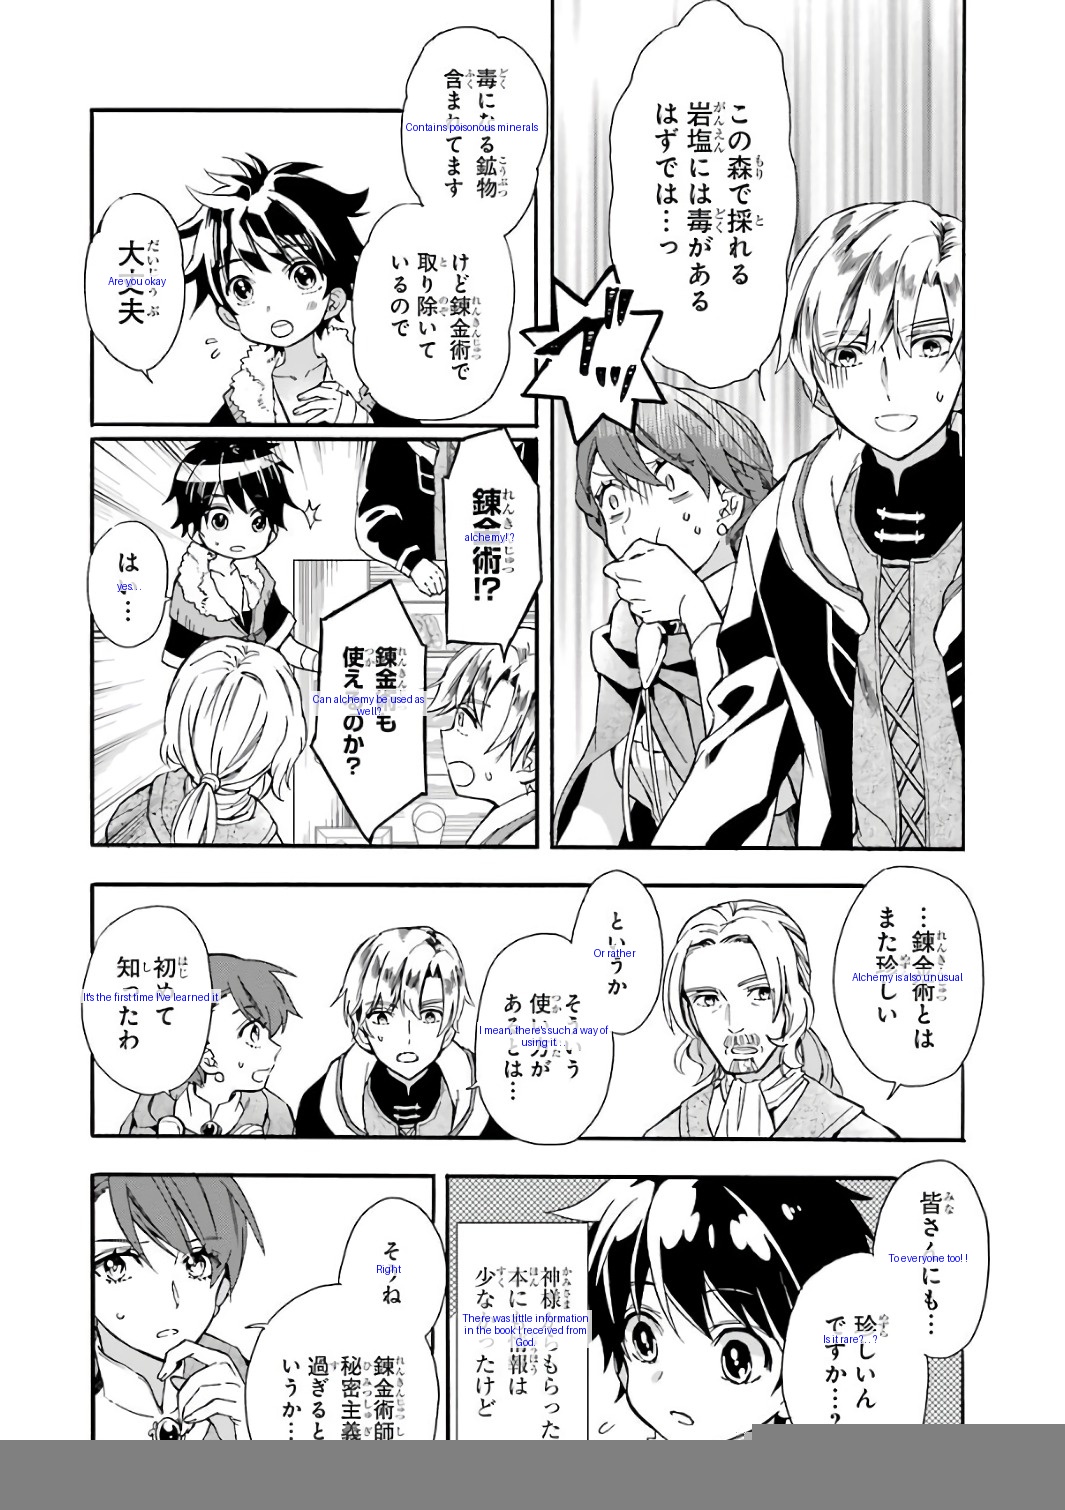 この森で採れる
岩塩には毒がある
はずでは…っ
ギョッ
毒になる鉱物
含まれてます
Contains poisonous minerals
けど錬金術で
取り除いて
いるので
大丈夫
Are you okay
錬金術!?
alchemy!?
錬金術も
使えるのか?
Can alchemy be used as
well?
は
…
yes...
…錬金術とは
また珍しい
Alchemy is also unusual
というか
Or rather
そういう
使い方が
あるとは…
I mean, there's such a way of
using it...
初めて
知ったわ
It's the first time I've learned it
皆さんにも…
To everyone too!!
珍しいん
ですか…?
Is it rare?...?
神様からもらった
本にも情報は
少なかったけど
There was little information
in the book I received from
God.
そうね
Right
錬金術師
秘密主義
過ぎると
いうか…